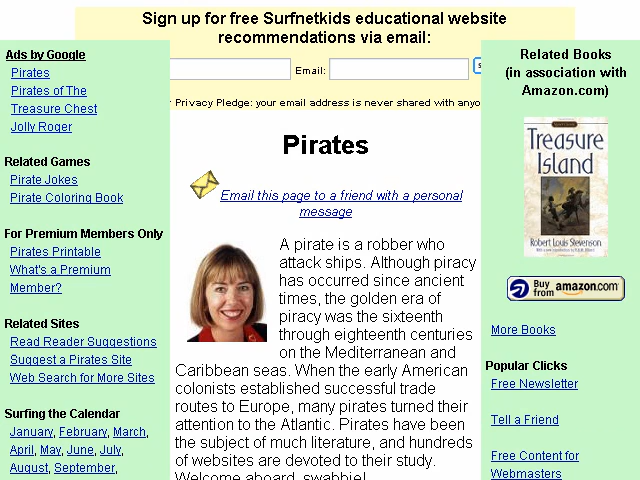 Sign up for free Surfnetkids educational website
recommendations via email:
Email:
Privacy Pledge: your email address is never shared with
Ads by Google
Pirates
Pirates of The
Treasure Chest
Jolly Roger
Related Games
Pirate Jokes
Pirate Coloring Book
For Premium Members Only
Pirates Printable
What's a Premium
Member?
Related Sites
Read Reader Suggestions
Suggest a Pirates Site
Web Search for More Sites
Surfing the Calendar
January, February, March,
April, May, June, July,
August, September,
Pirates
Email this page to a friend with a personal
message
A pirate is a robber who
attack ships. Although piracy
has occurred since ancient
times, the golden era of
piracy was the sixteenth
through eighteenth centuries
on the Mediterranean and
Caribbean seas. When the early American
colonists established successful trade
routes to Europe, many pirates turned their
attention to the Atlantic. Pirates have been
the subject of much literature, and hundreds
of websites are devoted to their study.
Welcome aboard, swabbie!
Related Books
(in association with
Amazon.com)
Treasure
Island
Robert Louis Stevenson
Buy
from amazon.com
More Books
Popular Clicks
Free Newsletter
Tell a Friend
Free Content for
Webmasters